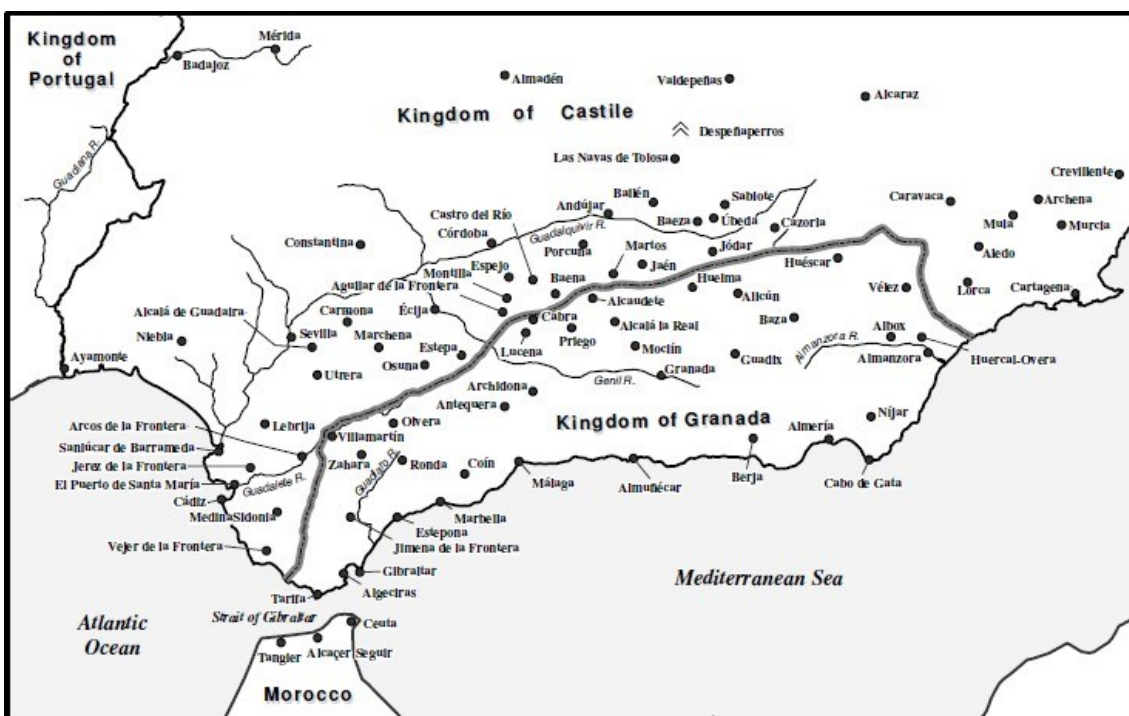 Kingdom
of
Portugal
Mérida
Badajoz
Almadén
Valdepeñas
Alcaraz
Kingdom of Castile
Despeñaperros
Las Navas de Tolosa
Guadiana R.
Crevillente
Bailén
Sabiote
Caravaca
Archena
Andújar
Castro del Río
Baeza
Úbeda
Cazorla
Mula
Murcia
Constantina
Córdoba
Guadalquivir R.
Porcuna
Martos
Jódar
Aledo
Montilla
Espejo
Jaén
Huéscar
Aguilar de la Frontera
Baena
Huelma
Alicún
Vélez
Lorca
Cartagena
Alcalá de Guadaira
Carmona
Écija
Alcaudete
Niebla
Cabra
Alcalá la Real
Baza
Albox
Sevilla
Marchena
Lucena
Priego
Almanzora R.
Estepa
Moclín
Guadix
Almanzora
Huercal-Overa
Ayamonte
Osuna
Utrera
Genil R.
Granada
Archidona
Antequera
Kingdom of Granada
Níjar
Arcos de la Frontera
Lebrija
Olvera
Almería
Sanlúcar de Barrameda
Villamartín
Jerez de la Frontera
Zahara
Guadiaro R.
Ronda
Coín
Berja
El Puerto de Santa María
Guadalete R.
Málaga
Almuñécar
Cabo de Gata
Cádiz
MedinaSidonia
Marbella
Estepona
Vejer de la Frontera
Jimena de la Frontera
Gibraltar
Algeciras
Mediterranean Sea
Tarifa
Strait of Gibraltar
Atlantic
Ocean
Ceuta
Tangier
Alcaçer Seguir
Morocco